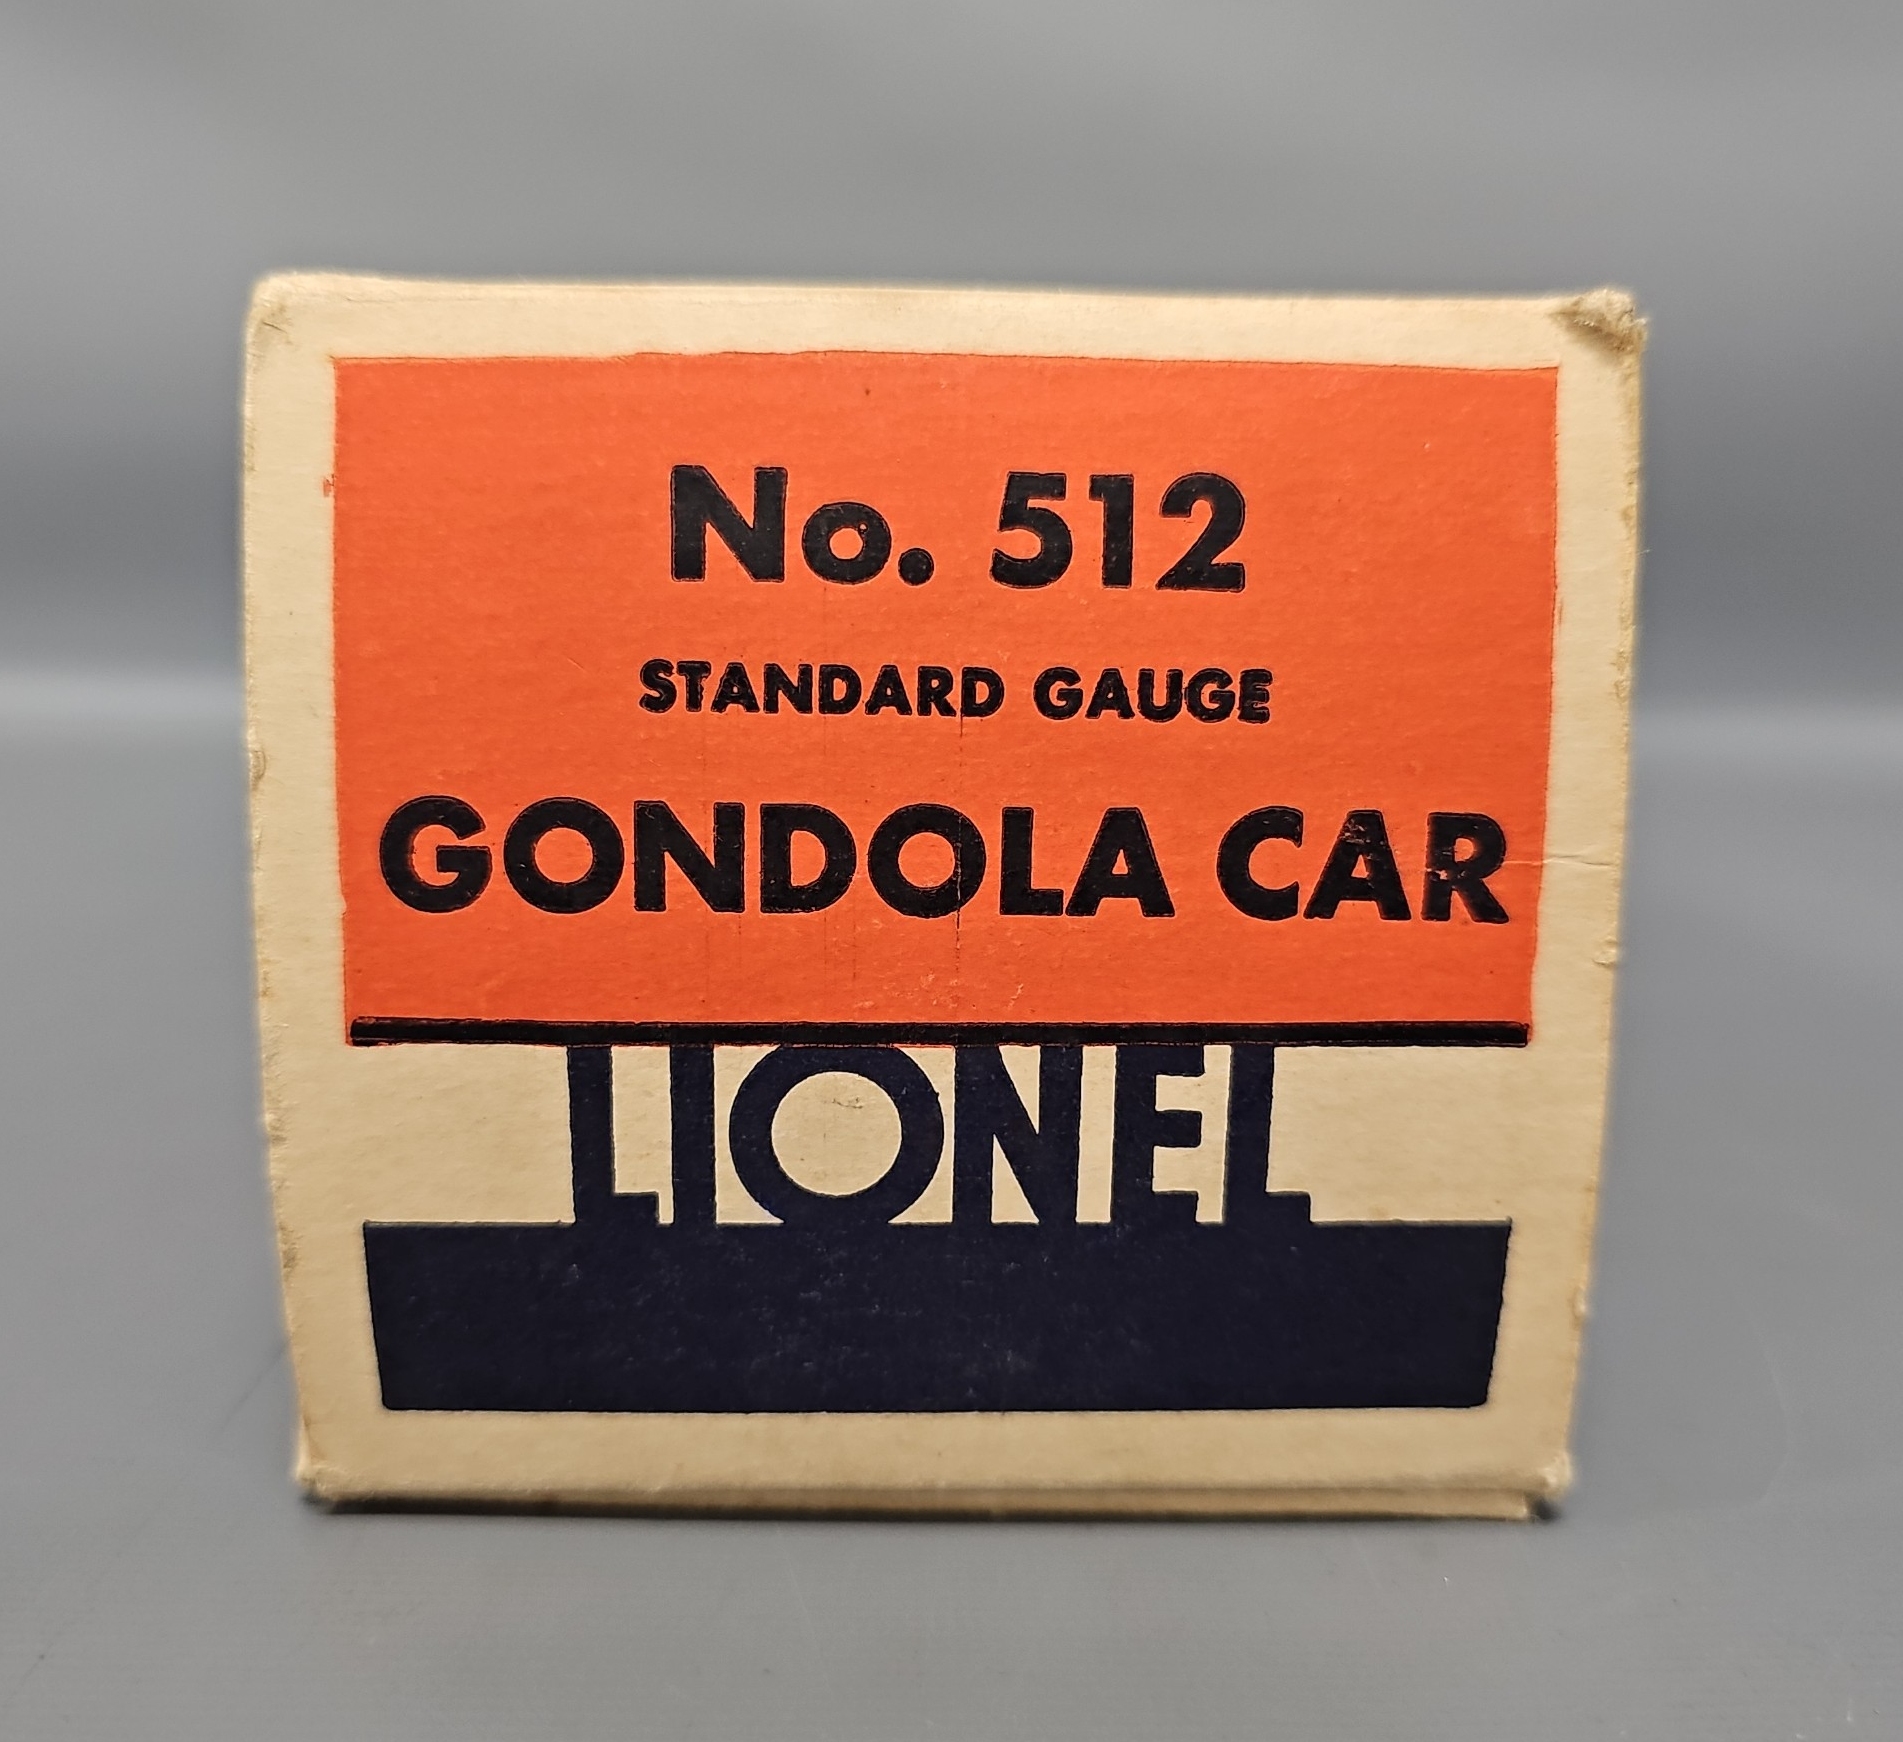 No. 512
STANDARD GAUGE
GONDOLA CAR
LIONEL